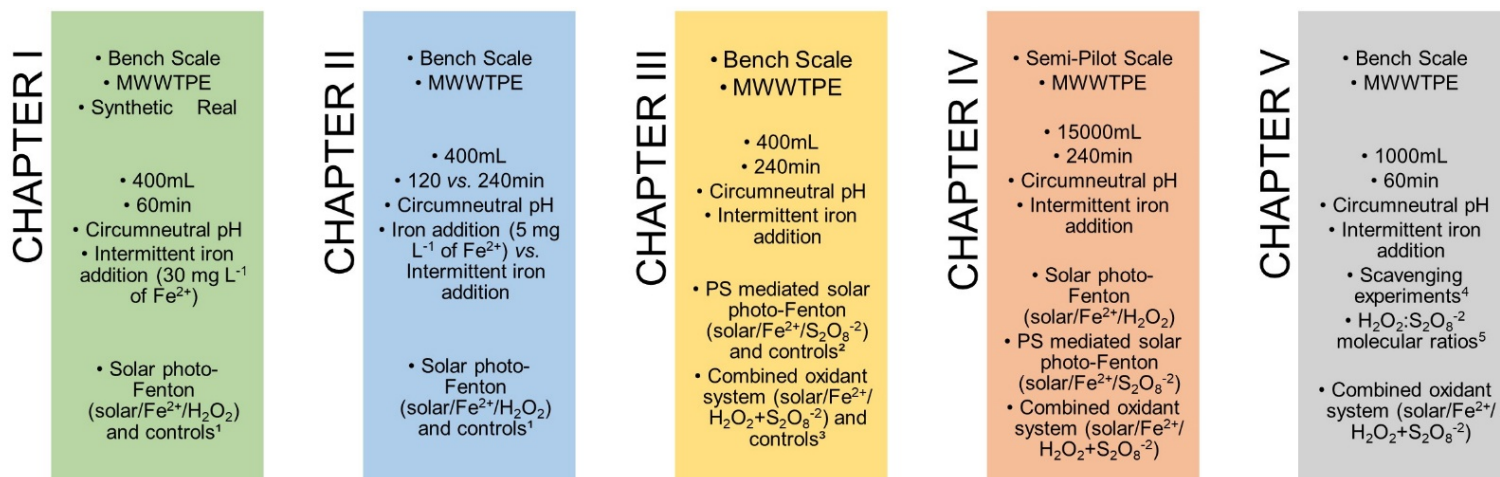 CHAPTER I
• Bench Scale
• MWWTPE
• Synthetic Real
• 400mL
• 60min
• Circumneutral pH
• Intermittent iron
addition (30 mg L⁻¹
of Fe²⁺)
• Solar photo-
Fenton
(solar/Fe²⁺/H₂O₂)
and controls¹
CHAPTER II
• Bench Scale
• MWWTPE
• 400mL
• 120 vs. 240min
• Circumneutral pH
• Iron addition (5 mg
L⁻¹ of Fe²⁺) vs.
Intermittent iron
addition
• Solar photo-
Fenton
(solar/Fe²⁺/H₂O₂)
and controls¹
CHAPTER III
• Bench Scale
• MWWTPE
• 400mL
• 240min
• Circumneutral pH
• Intermittent iron
addition
• PS mediated solar
photo-Fenton
(solar/Fe²⁺/S₂O₈⁻²)
and controls²
• Combined oxidant
system (solar/Fe²⁺/
H₂O₂+S₂O₈⁻²) and
controls³
CHAPTER IV
• Semi-Pilot Scale
• MWWTPE
• 15000mL
• 240min
• Circumneutral pH
• Intermittent iron
addition
• Solar photo-
Fenton
(solar/Fe²⁺/H₂O₂)
• PS mediated solar
photo-Fenton
(solar/Fe²⁺/S₂O₈⁻²)
• Combined oxidant
system (solar/Fe²⁺/
H₂O₂+S₂O₈⁻²)
CHAPTER V
• Bench Scale
• MWWTPE
• 1000mL
• 60min
• Circumneutral pH
• Intermittent iron
addition
• Scavenging
experiments⁴
• H₂O₂:S₂O₈⁻²
molecular ratios⁵
• Combined oxidant
system (solar/Fe²⁺/
H₂O₂+S₂O₈⁻²)